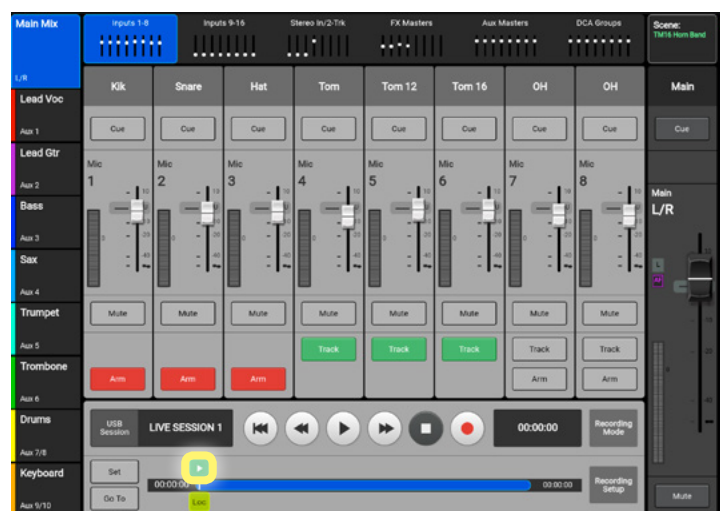 Main Mix
L/R
Inputs 1-8
Inputs 9-16
Stereo In/2-Trk
FX Masters
Aux Masters
DCA Groups
Scene:
TM16 Horn Band
Lead Voc
Aux 1
Lead Gtr
Aux 2
Bass
Aux 3
Sax
Aux 4
Trumpet
Aux 5
Trombone
Aux 6
Drums
Aux 7/8
Keyboard
Aux 9/10
Kik
Snare
Hat
Tom
Tom 12
Tom 16
OH
OH
Main
Cue
Cue
Cue
Cue
Cue
Cue
Cue
Cue
Cue
Mic
1
Mic
2
Mic
3
Mic
4
Mic
5
Mic
6
Mic
7
Mic
8
Main
L/R
L
Mute
Mute
Mute
Mute
Mute
Mute
Mute
Mute
Track
Track
Track
Track
Track
Arm
Arm
Arm
Arm
Arm
USB
Session
LIVE SESSION 1
00:00:00
Recording
Mode
Set
Go To
00:00:00
Loc
00:00:00
Recording
Setup
Mute